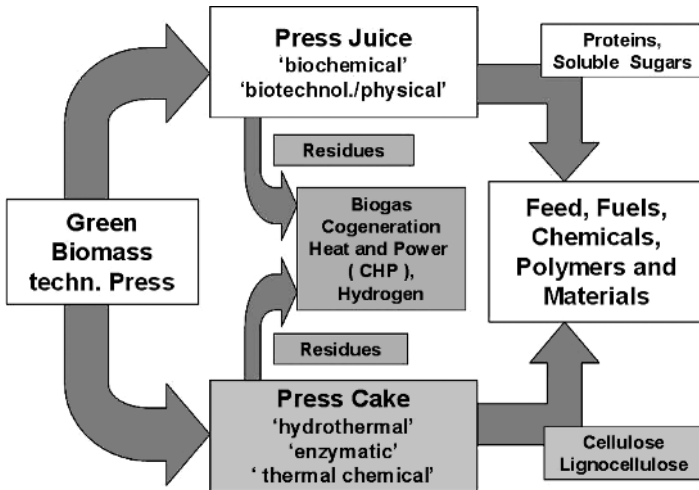 Press Juice
‘biochemical’
‘biotechnol./physical’
Proteins,
Soluble Sugars
Residues
Green
Biomass
techn. Press
Biogas
Cogeneration
Heat and Power
( CHP ),
Hydrogen
Feed, Fuels,
Chemicals,
Polymers and
Materials
Residues
Press Cake
‘hydrothermal’
‘enzymatic’
‘ thermal chemical’
Cellulose
Lignocellulose